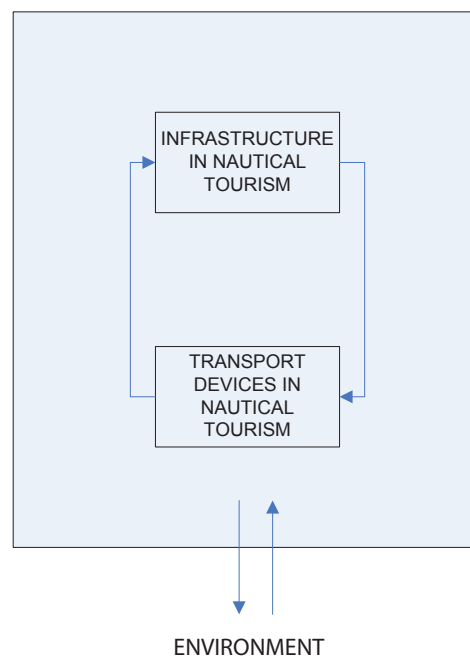 INFRASTRUCTURE
IN NAUTICAL
TOURISM
TRANSPORT
DEVICES IN
NAUTICAL
TOURISM
ENVIRONMENT